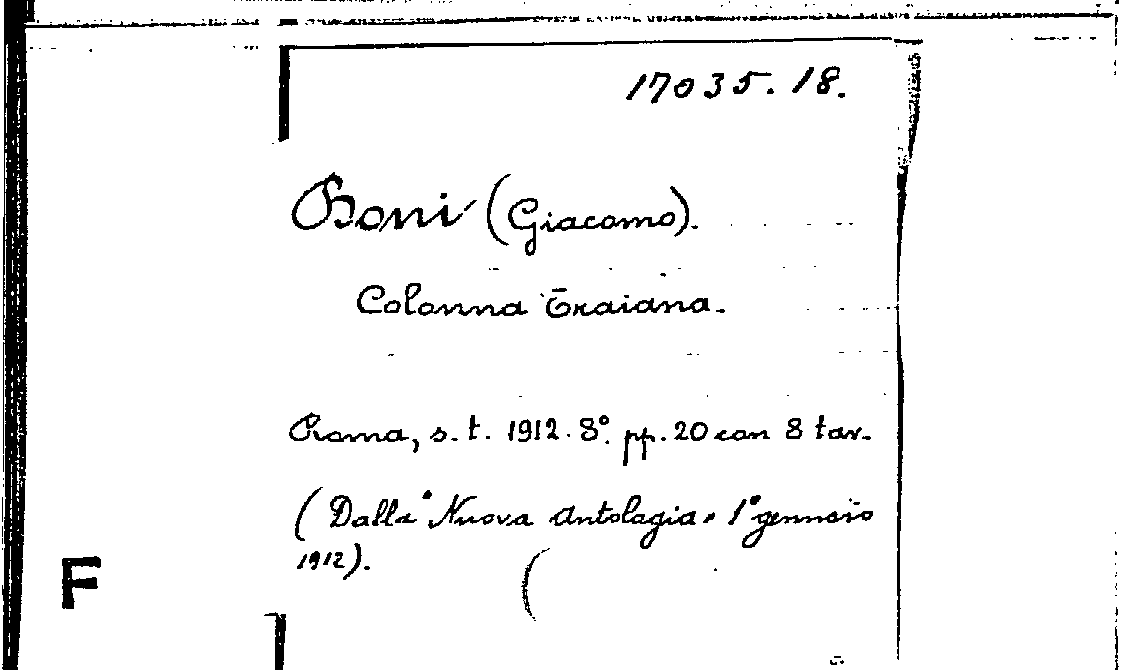 17035.18.
Boni (Giacomo).
Colonna Traiana.
Roma, s. t. 1912. 8°. pp. 20 con 8 tav.
(Dalla "Nuova Antologia" 1° gennaio
1912).
F